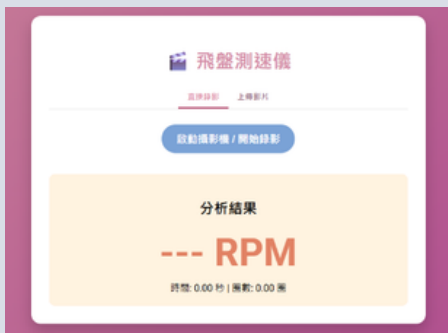 飛盤測速儀
直接錄影 上傳影片
啟動攝影機 / 開始錄影
分析結果
--- RPM
時間: 0.00 秒 | 圈數: 0.00 圈